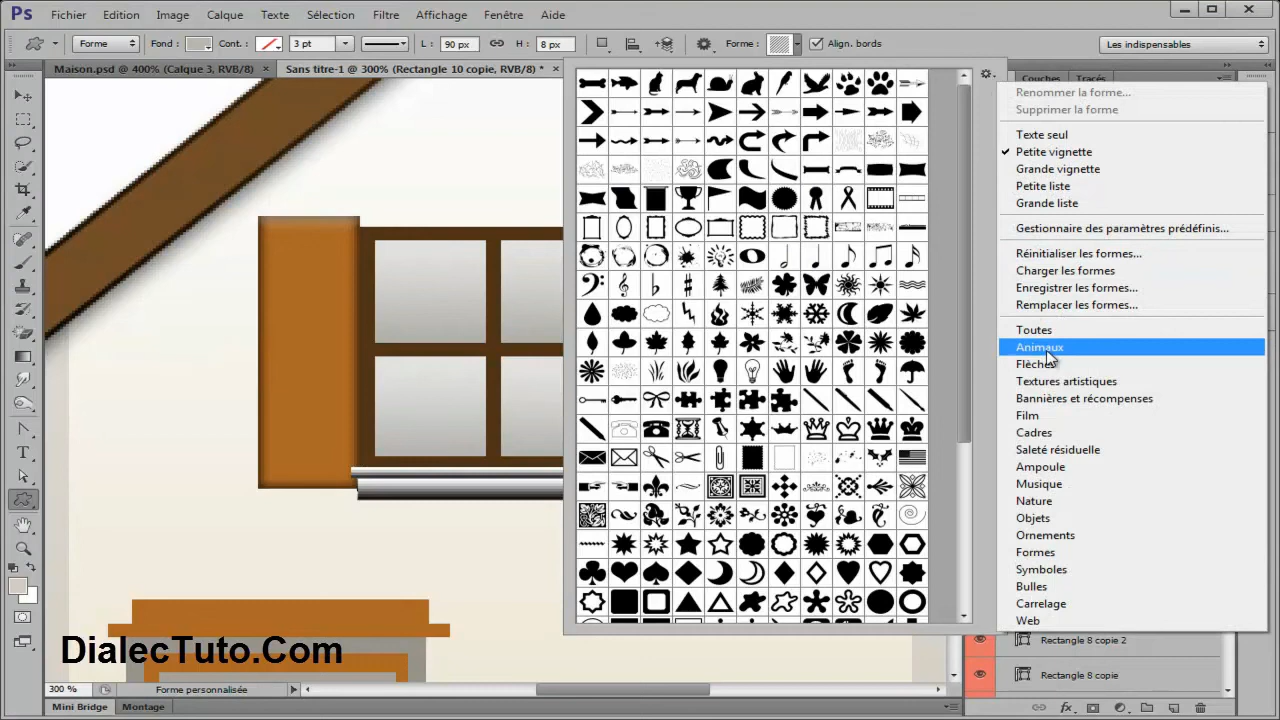 Ps Fichier Edition Image Calque Texte Sélection Filtre Affichage Fenêtre Aide
Forme Fond : Cont. : 3 pt L : 90 px H : 8 px Forme : Align. bords Les indispensables
Maison.psd @ 400% (Calque 3, RVB/8) × Sans titre-1 @ 300% (Rectangle 10 copie, RVB/8) * × Couches Tracés
Renommer la forme...
Supprimer la forme
Texte seul
Petite vignette
Grande vignette
Petite liste
Grande liste
Gestionnaire des paramètres prédéfinis...
Réinitialiser les formes...
Charger les formes
Enregistrer les formes...
Remplacer les formes...
Toutes
Animaux
Flèches
Textures artistiques
Bannières et récompenses
Film
Cadres
Saleté résiduelle
Ampoule
Musique
Nature
Objets
Ornements
Formes
Symboles
Bulles
Carrelage
Web
Rectangle 8 copie 2
Rectangle 8 copie
DialecTuto.Com
300 % Forme personnalisée
Mini Bridge Montage
fx